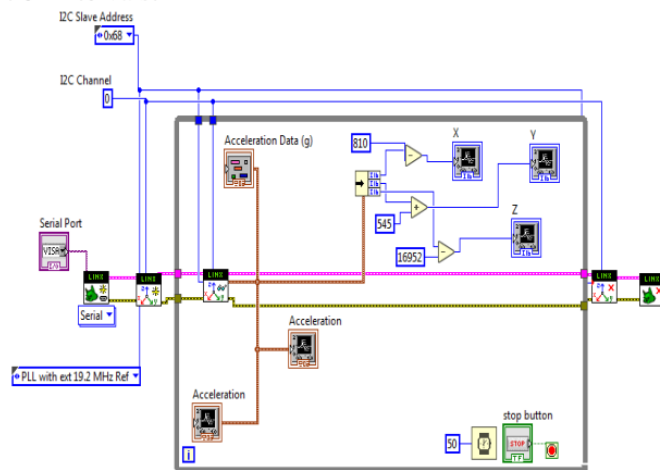 I2C Slave Address
0x68
I2C Channel
0
Acceleration Data (g)
810
X
Y
545
Z
16952
Serial Port
VISA
I/O
LINX
LINX
LINX
LINX
LINX
Serial
Acceleration
PLL with ext 19.2 MHz Ref
Acceleration
stop button
50
STOP
TF
i